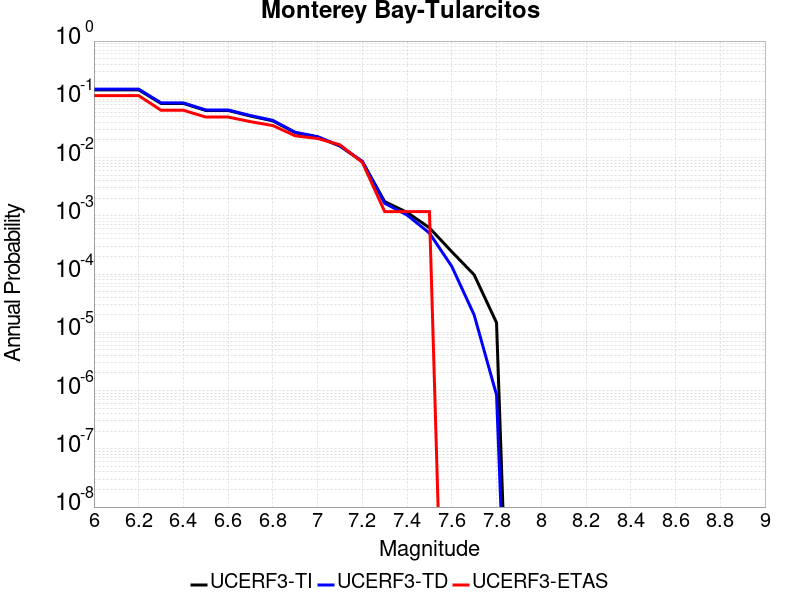 Monterey Bay-Tularcitos
10^0
10^-1
10^-2
10^-3
10^-4
10^-5
10^-6
10^-7
10^-8
Annual Probability
6 6.2 6.4 6.6 6.8 7 7.2 7.4 7.6 7.8 8 8.2 8.4 8.6 8.8 9
Magnitude
UCERF3-TI UCERF3-TD UCERF3-ETAS